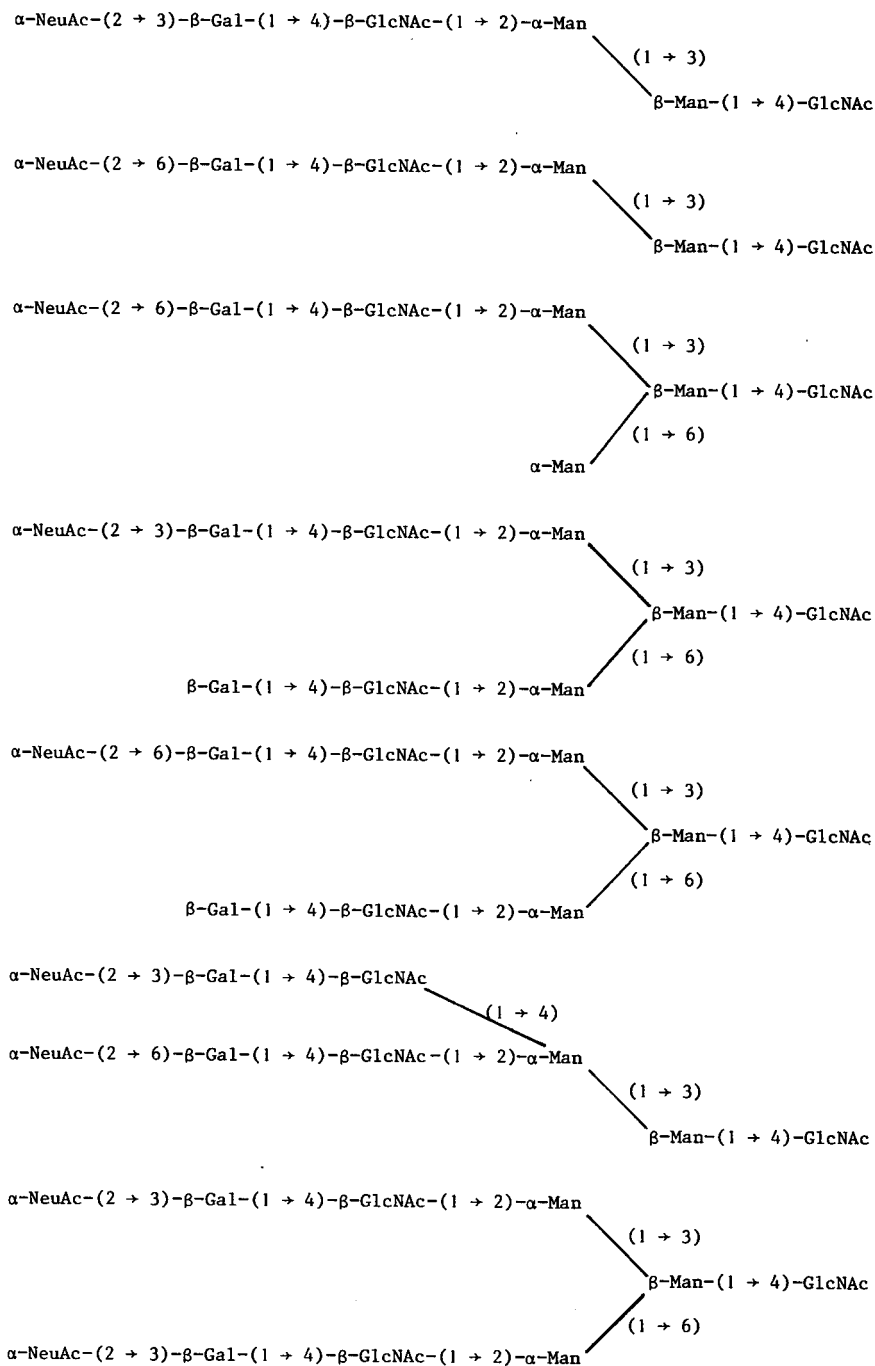 α-NeuAc-(2 → 3)-β-Gal-(1 → 4)-β-GlcNAc-(1 → 2)-α-Man
(1 → 3)
β-Man-(1 → 4)-GlcNAc
α-NeuAc-(2 → 6)-β-Gal-(1 → 4)-β-GlcNAc-(1 → 2)-α-Man
(1 → 3)
β-Man-(1 → 4)-GlcNAc
α-NeuAc-(2 → 6)-β-Gal-(1 → 4)-β-GlcNAc-(1 → 2)-α-Man
(1 → 3)
β-Man-(1 → 4)-GlcNAc
(1 → 6)
α-Man
α-NeuAc-(2 → 3)-β-Gal-(1 → 4)-β-GlcNAc-(1 → 2)-α-Man
(1 → 3)
β-Man-(1 → 4)-GlcNAc
(1 → 6)
β-Gal-(1 → 4)-β-GlcNAc-(1 → 2)-α-Man
α-NeuAc-(2 → 6)-β-Gal-(1 → 4)-β-GlcNAc-(1 → 2)-α-Man
(1 → 3)
β-Man-(1 → 4)-GlcNAc
(1 → 6)
β-Gal-(1 → 4)-β-GlcNAc-(1 → 2)-α-Man
α-NeuAc-(2 → 3)-β-Gal-(1 → 4)-β-GlcNAc
(1 → 4)
α-NeuAc-(2 → 6)-β-Gal-(1 → 4)-β-GlcNAc-(1 → 2)-α-Man
(1 → 3)
β-Man-(1 → 4)-GlcNAc
α-NeuAc-(2 → 3)-β-Gal-(1 → 4)-β-GlcNAc-(1 → 2)-α-Man
(1 → 3)
β-Man-(1 → 4)-GlcNAc
(1 → 6)
α-NeuAc-(2 → 3)-β-Gal-(1 → 4)-β-GlcNAc-(1 → 2)-α-Man